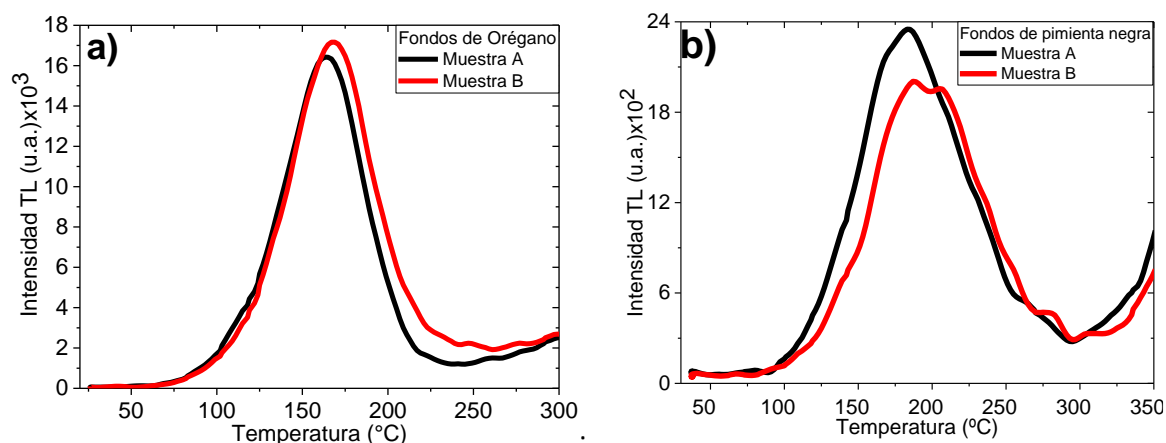 a)
Fondos de Orégano
Muestra A
Muestra B
Intensidad TL (u.a.)x10³
18
16
14
12
10
8
6
4
2
0
50 100 150 200 250 300
Temperatura (°C)
b)
Fondos de pimienta negra
Muestra A
Muestra B
Intensidad TL (u.a.)x10²
24
18
12
6
0
50 100 150 200 250 300 350
Temperatura (ºC)
.